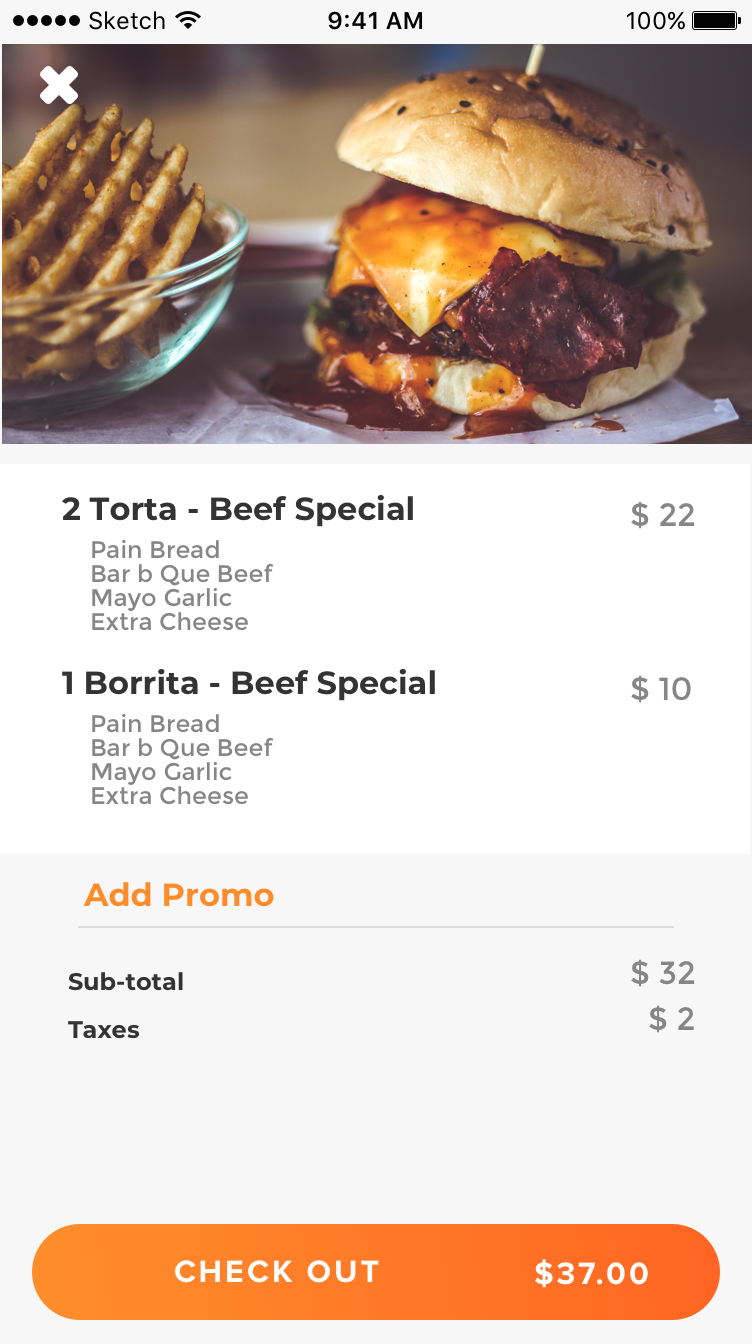 Sketch 9:41 AM 100%
2 Torta - Beef Special $ 22
Pain Bread
Bar b Que Beef
Mayo Garlic
Extra Cheese
1 Borrita - Beef Special $ 10
Pain Bread
Bar b Que Beef
Mayo Garlic
Extra Cheese
Add Promo
Sub-total $ 32
Taxes $ 2
CHECK OUT $37.00